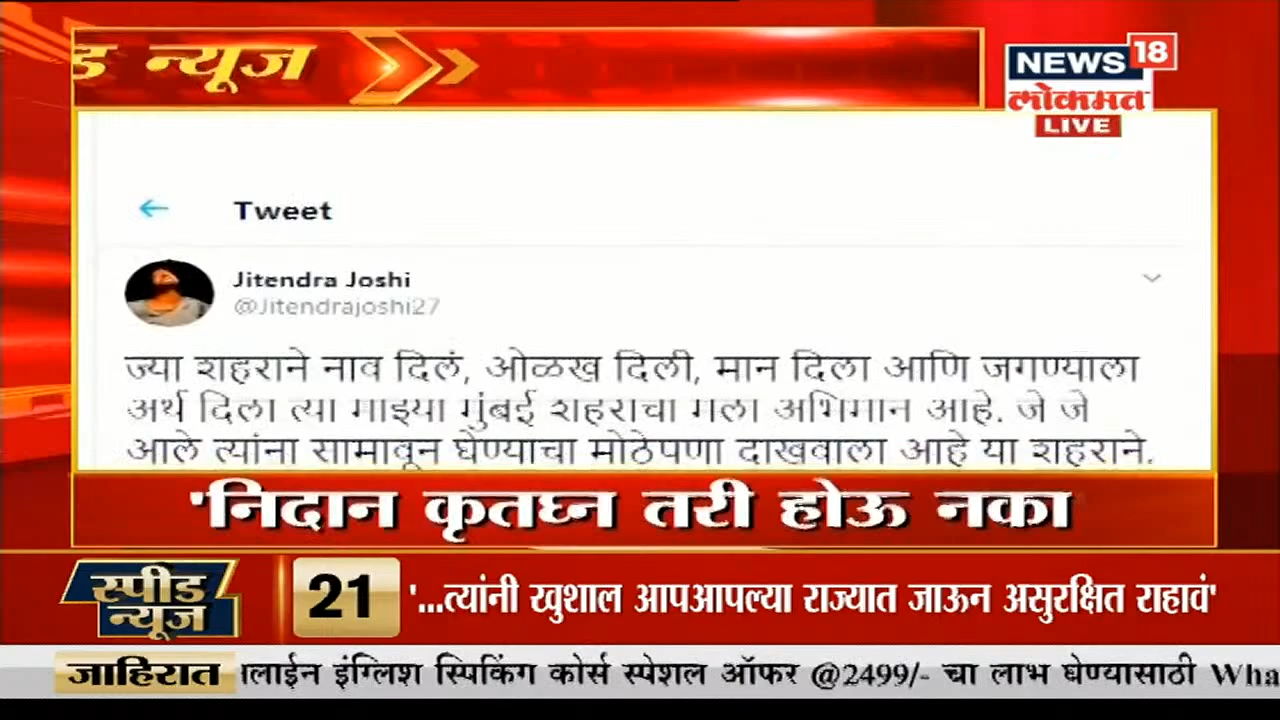 ड न्यूज
NEWS 18
लोकमत
LIVE
Tweet
Jitendra Joshi
@Jitendrajoshi27
ज्या शहराने नाव दिलं, ओळख दिली, मान दिला आणि जगण्याला
अर्थ दिला त्या माझ्या मुंबई शहराचा मला अभिमान आहे. जे जे
आले त्यांना सामावून घेण्याचा मोठेपणा दाखवाला आहे या शहराने.
'निदान कृतघ्न तरी होऊ नका
स्पीड
न्यूज
21
'...त्यांनी खुशाल आपआपल्या राज्यात जाऊन असुरक्षित राहावं'
जाहिरात
लाईन इंग्लिश स्पिकिंग कोर्स स्पेशल ऑफर @2499/- चा लाभ घेण्यासाठी Wha